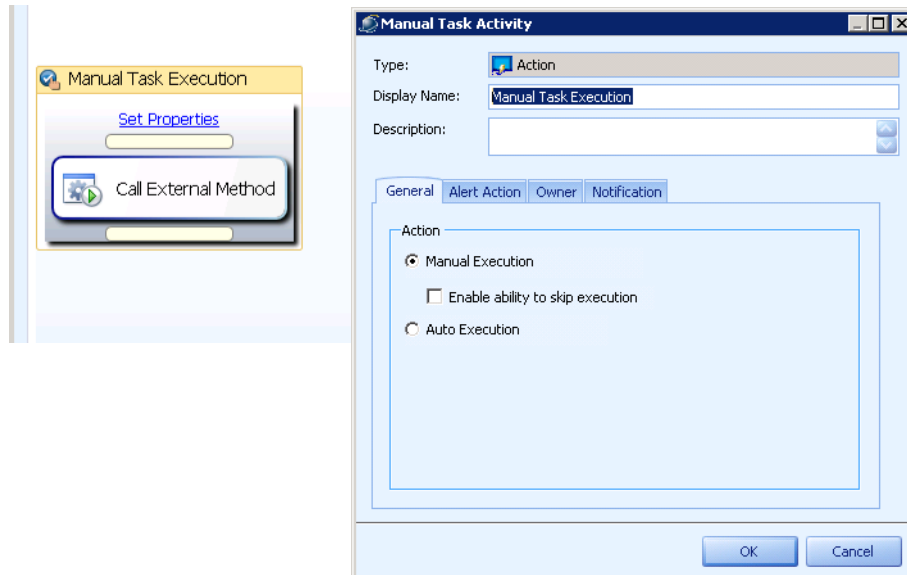 Manual Task Execution
Set Properties
Call External Method
Manual Task Activity
Type:
Action
Display Name:
Manual Task Execution
Description:
General
Alert Action
Owner
Notification
Action
Manual Execution
Enable ability to skip execution
Auto Execution
OK
Cancel